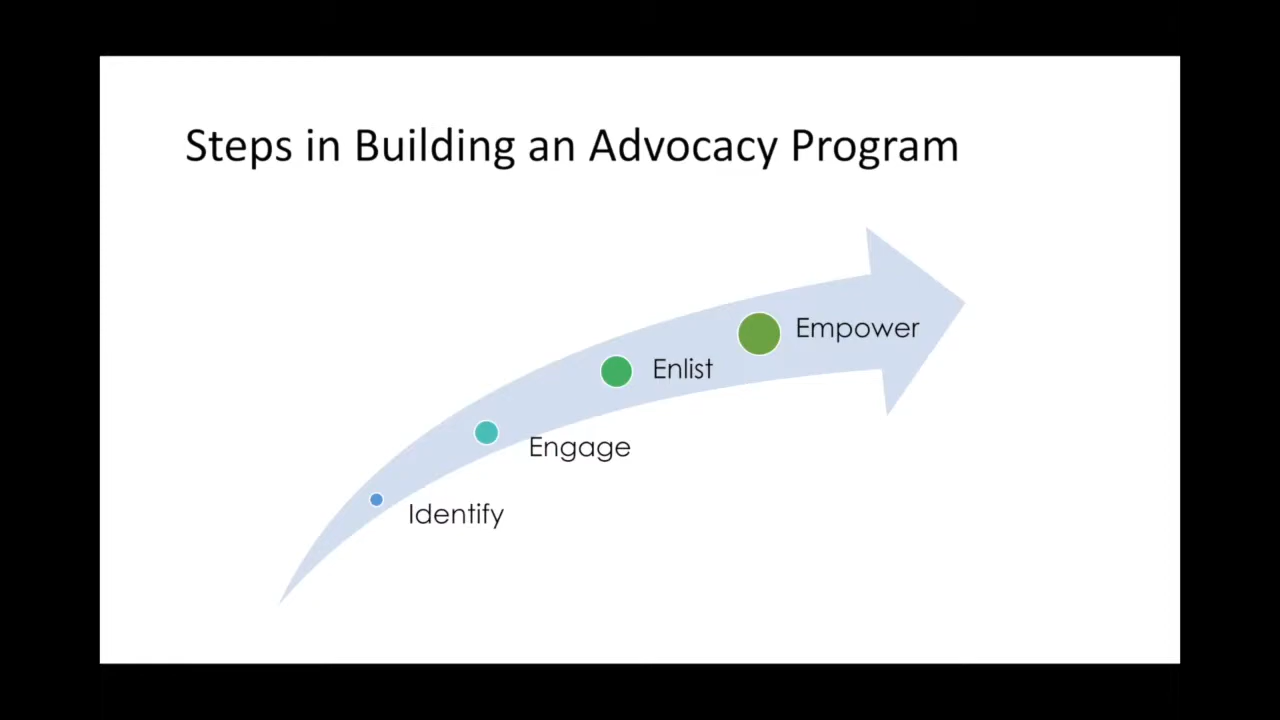 Steps in Building an Advocacy Program
Empower
Enlist
Engage
Identify